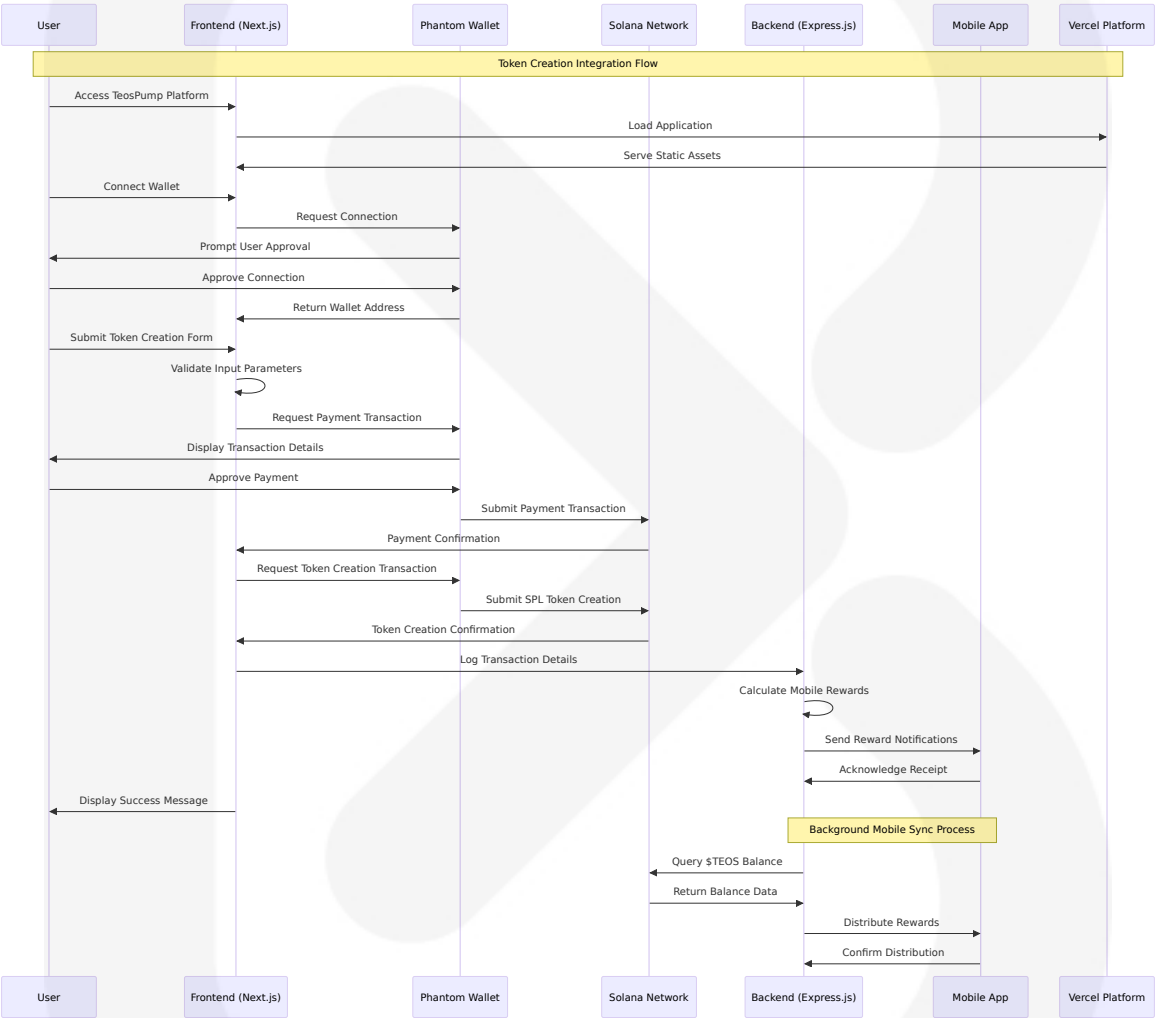 User
Frontend (Next.js)
Phantom Wallet
Solana Network
Backend (Express.js)
Mobile App
Vercel Platform
Token Creation Integration Flow
Access TeosPump Platform
Load Application
Serve Static Assets
Connect Wallet
Request Connection
Prompt User Approval
Approve Connection
Return Wallet Address
Submit Token Creation Form
Validate Input Parameters
Request Payment Transaction
Display Transaction Details
Approve Payment
Submit Payment Transaction
Payment Confirmation
Request Token Creation Transaction
Submit SPL Token Creation
Token Creation Confirmation
Log Transaction Details
Calculate Mobile Rewards
Send Reward Notifications
Acknowledge Receipt
Display Success Message
Background Mobile Sync Process
Query $TEOS Balance
Return Balance Data
Distribute Rewards
Confirm Distribution
User
Frontend (Next.js)
Phantom Wallet
Solana Network
Backend (Express.js)
Mobile App
Vercel Platform